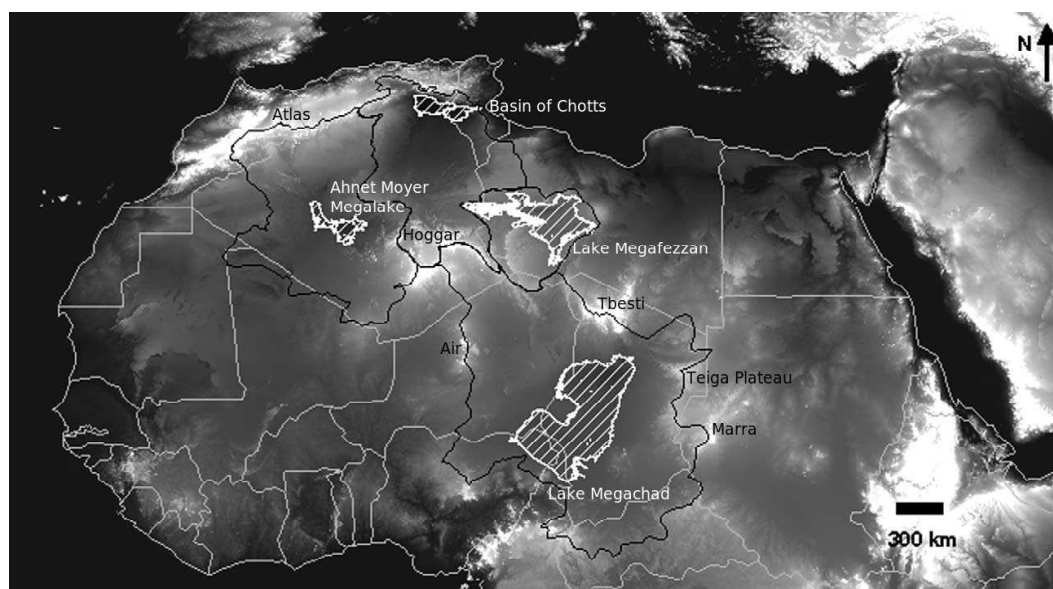 N
Basin of Chotts
Atlas
Ahnet Moyer
Megalake
Hoggar
Lake Megafezzan
Tbesti
Air
Teiga Plateau
Marra
Lake Megachad
300 km